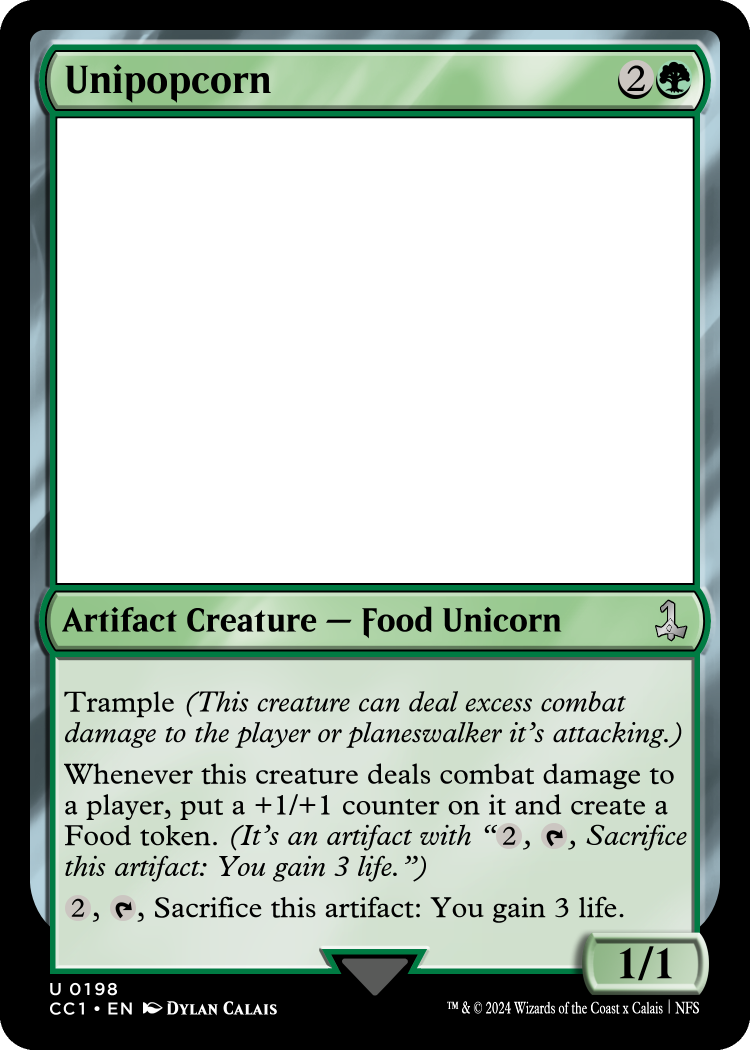 Unipopcorn 2
Artifact Creature — Food Unicorn
Trample (This creature can deal excess combat
damage to the player or planeswalker it's attacking.)
Whenever this creature deals combat damage to
a player, put a +1/+1 counter on it and create a
Food token. (It's an artifact with “2, , Sacrifice
this artifact: You gain 3 life.”)
2, , Sacrifice this artifact: You gain 3 life.
1/1
U 0198
CC1 • EN Dylan Calais
™ & © 2024 Wizards of the Coast x Calais | NFS